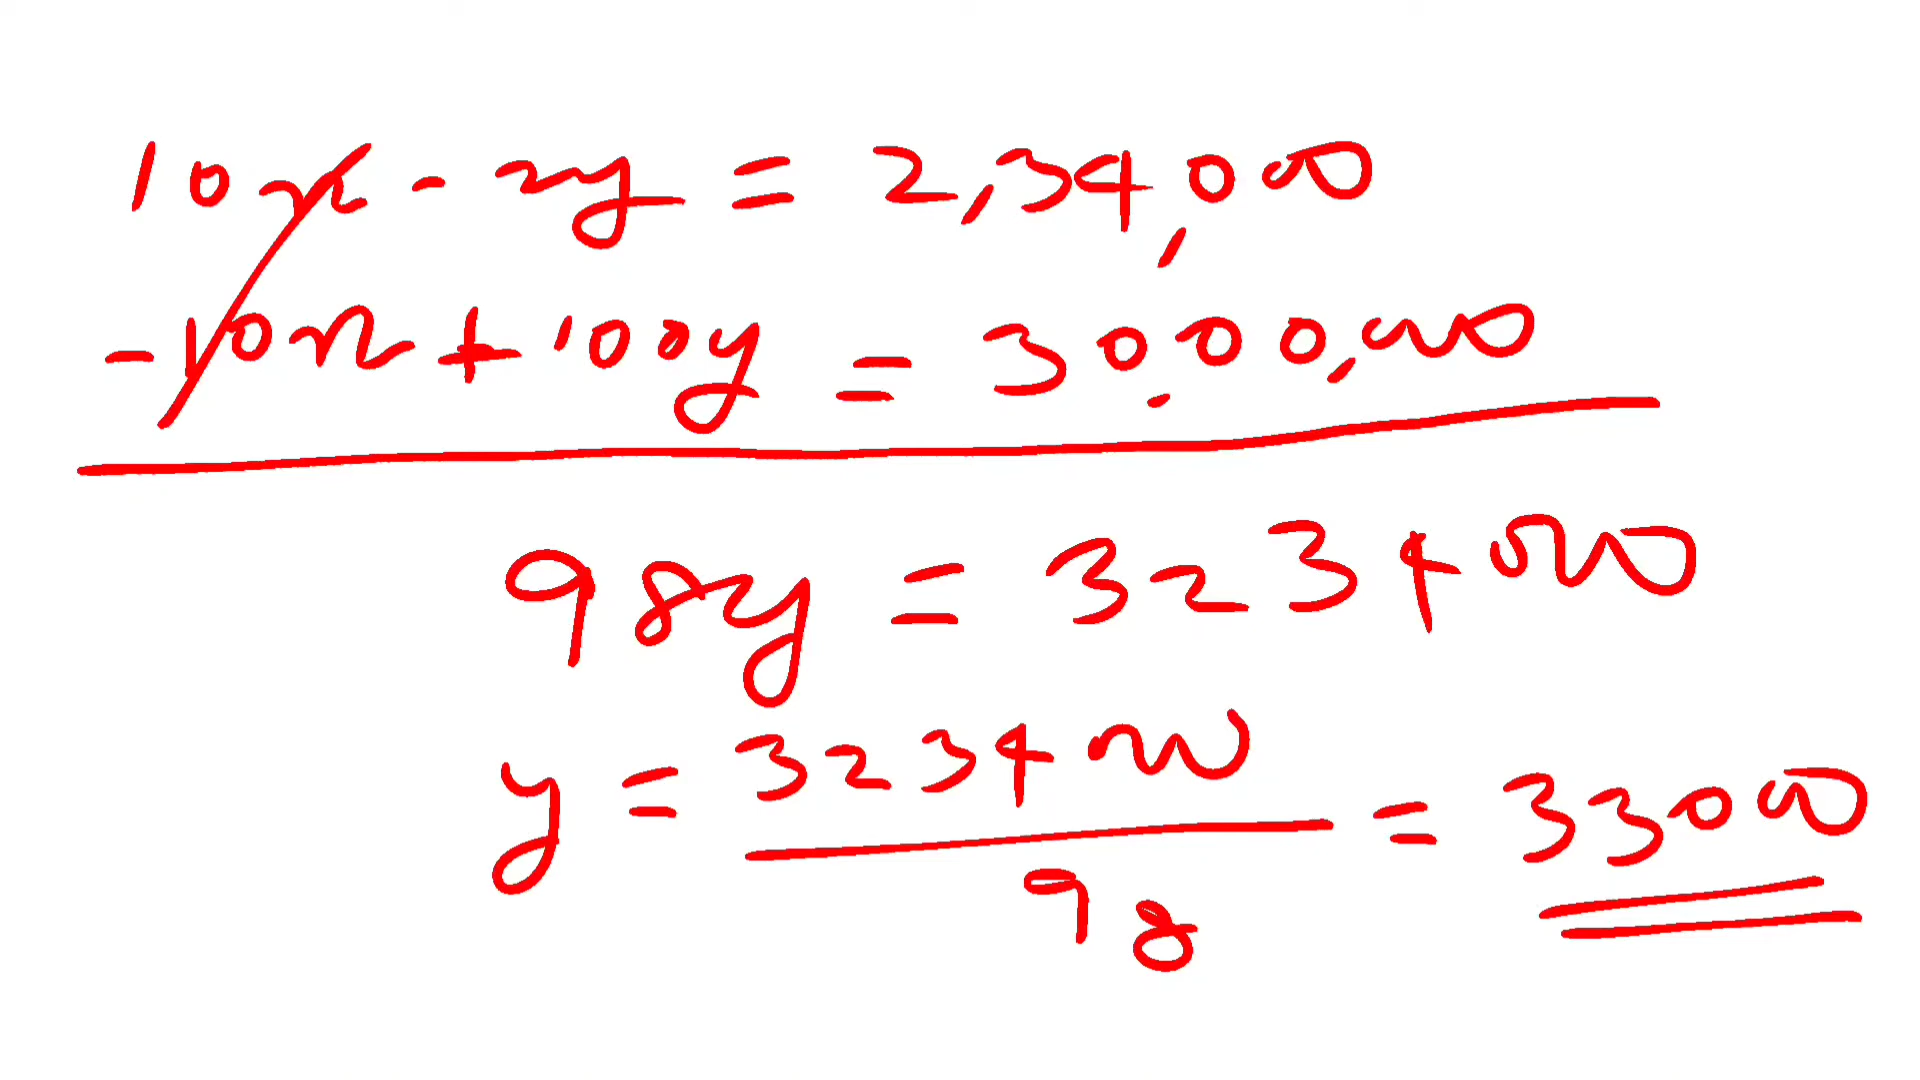 10x - 2y = 2,34,000
-10x + 100y = 30,00,000
98y = 3234000
y = 3234000/98 = 33000